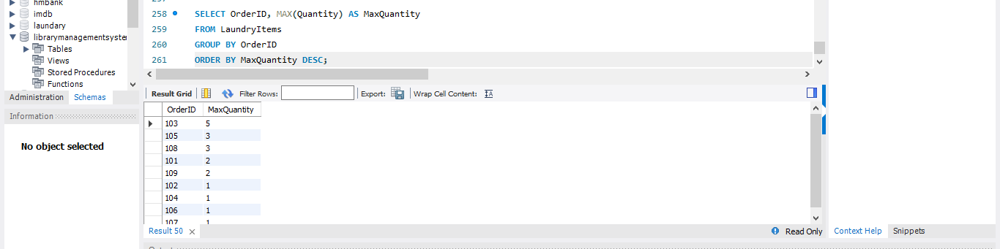 hmbank
imdb
laundary
librarymanagementsyste
Tables
Views
Stored Procedures
Functions
Administration Schemas
Information
No object selected
258 SELECT OrderID, MAX(Quantity) AS MaxQuantity
259 FROM LaundryItems
260 GROUP BY OrderID
261 ORDER BY MaxQuantity DESC;
Result Grid Filter Rows: Export: Wrap Cell Content:
OrderID MaxQuantity
103 5
105 3
108 3
101 2
109 2
102 1
104 1
106 1
107 1
Result 50
Read Only
Context Help Snippets